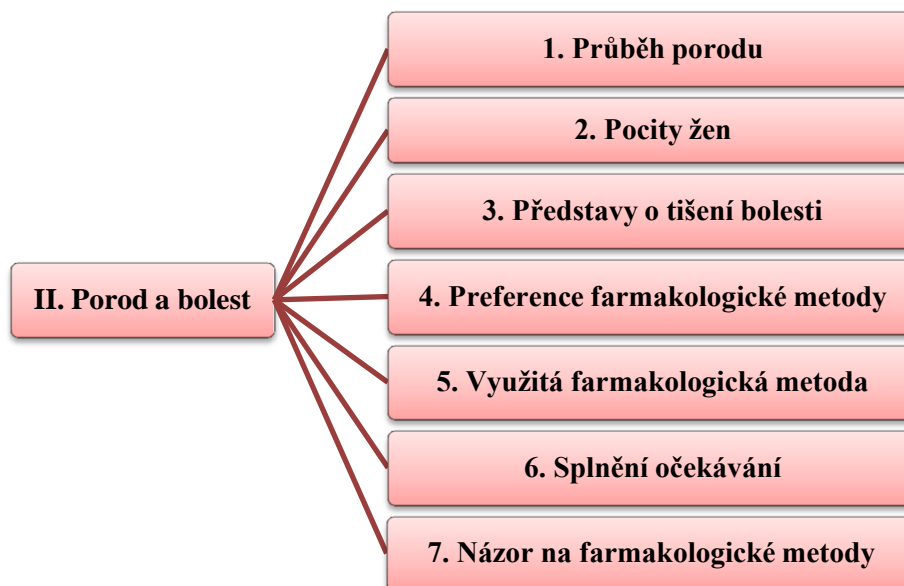 1. Průběh porodu
2. Pocity žen
3. Představy o tišení bolesti
II. Porod a bolest
4. Preference farmakologické metody
5. Využitá farmakologická metoda
6. Splnění očekávání
7. Názor na farmakologické metody